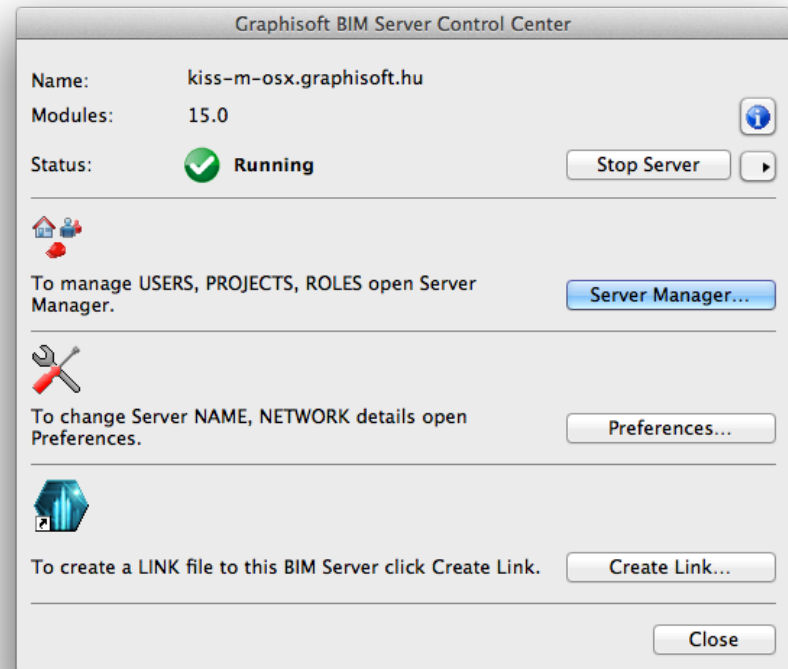 Graphisoft BIM Server Control Center
Name: kiss-m-osx.graphisoft.hu
Modules: 15.0
Status: Running Stop Server
To manage USERS, PROJECTS, ROLES open Server
Manager.
Server Manager...
To change Server NAME, NETWORK details open
Preferences.
Preferences...
To create a LINK file to this BIM Server click Create Link. Create Link...
Close